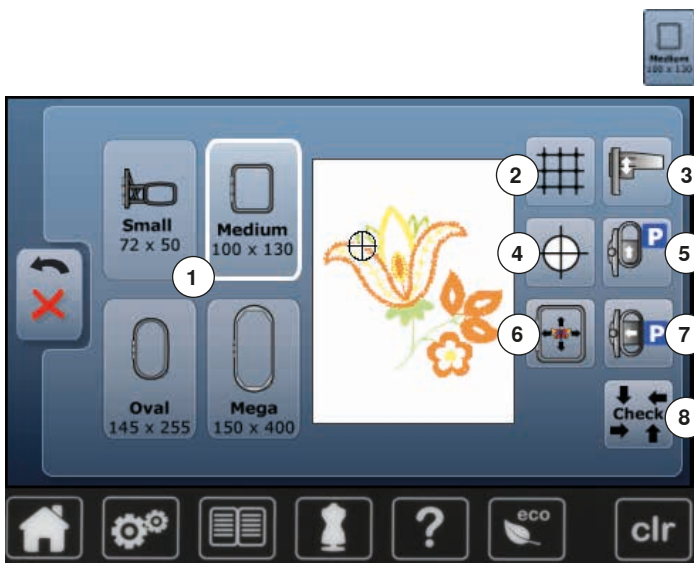 Medium
100 x 130
Small
72 x 50
Medium
100 x 130
1
2
3
4
P
5
6
P
7
Oval
145 x 255
Mega
150 x 400
Check
8
?
eco
clr